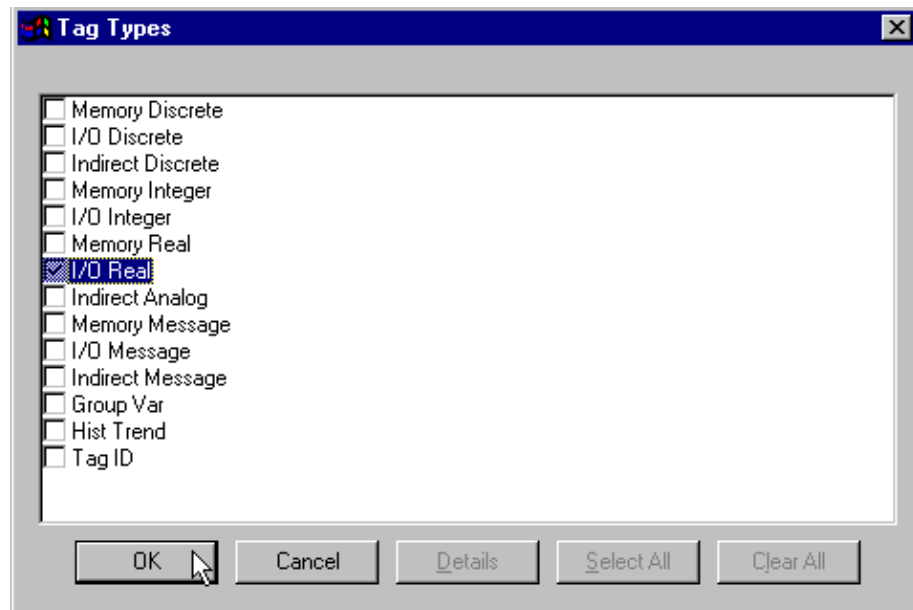 Tag Types
Memory Discrete
I/O Discrete
Indirect Discrete
Memory Integer
I/O Integer
Memory Real
I/O Real
Indirect Analog
Memory Message
I/O Message
Indirect Message
Group Var
Hist Trend
Tag ID
OK Cancel Details Select All Clear All